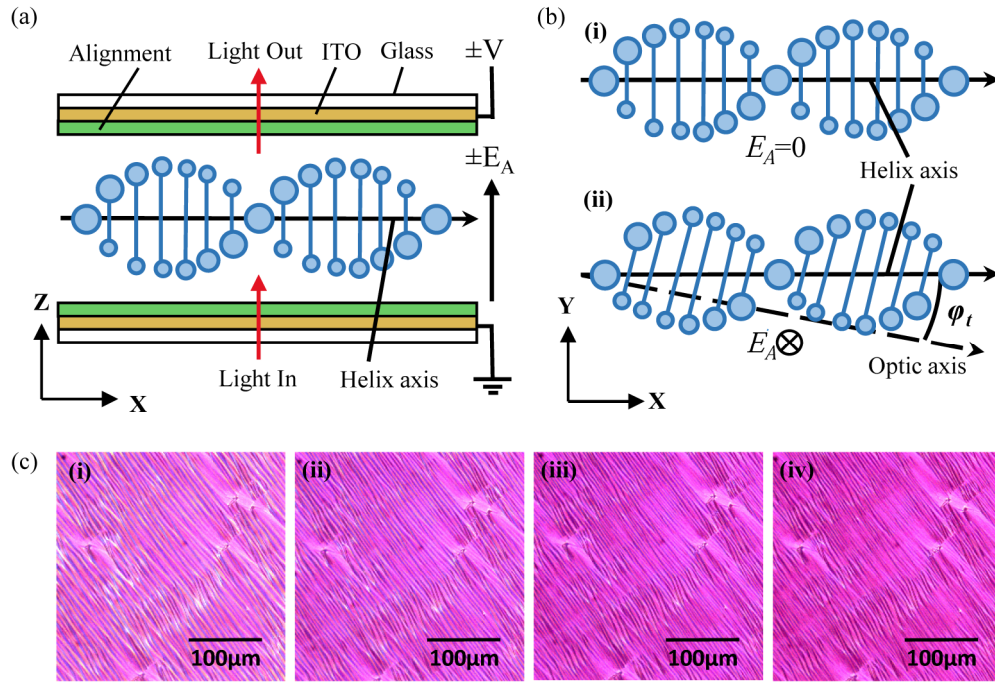 (a)
Alignment
Light Out
ITO
Glass
±V
±E_A
Z
X
Light In
Helix axis
(b)
(i)
E_A=0
Helix axis
(ii)
φ_t
Y
E_A
Optic axis
X
(c)
(i)
(ii)
(iii)
(iv)
100μm
100μm
100μm
100μm